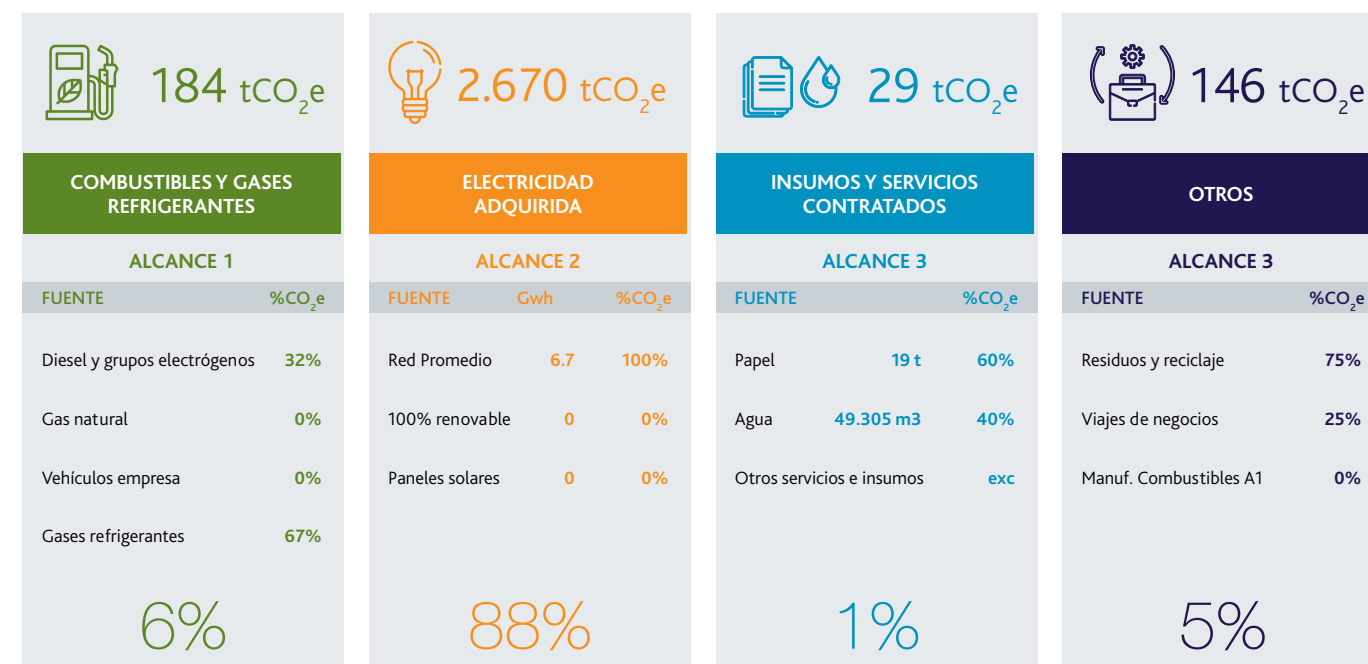 184 tCO₂e
COMBUSTIBLES Y GASES
REFRIGERANTES
ALCANCE 1
FUENTE %CO₂e
Diesel y grupos electrógenos 32%
Gas natural 0%
Vehículos empresa 0%
Gases refrigerantes 67%
6%
2.670 tCO₂e
ELECTRICIDAD
ADQUIRIDA
ALCANCE 2
FUENTE Gwh %CO₂e
Red Promedio 6.7 100%
100% renovable 0 0%
Paneles solares 0 0%
88%
29 tCO₂e
INSUMOS Y SERVICIOS
CONTRATADOS
ALCANCE 3
FUENTE %CO₂e
Papel 19 t 60%
Agua 49.305 m3 40%
Otros servicios e insumos exc
1%
146 tCO₂e
OTROS
ALCANCE 3
FUENTE %CO₂e
Residuos y reciclaje 75%
Viajes de negocios 25%
Manuf. Combustibles A1 0%
5%